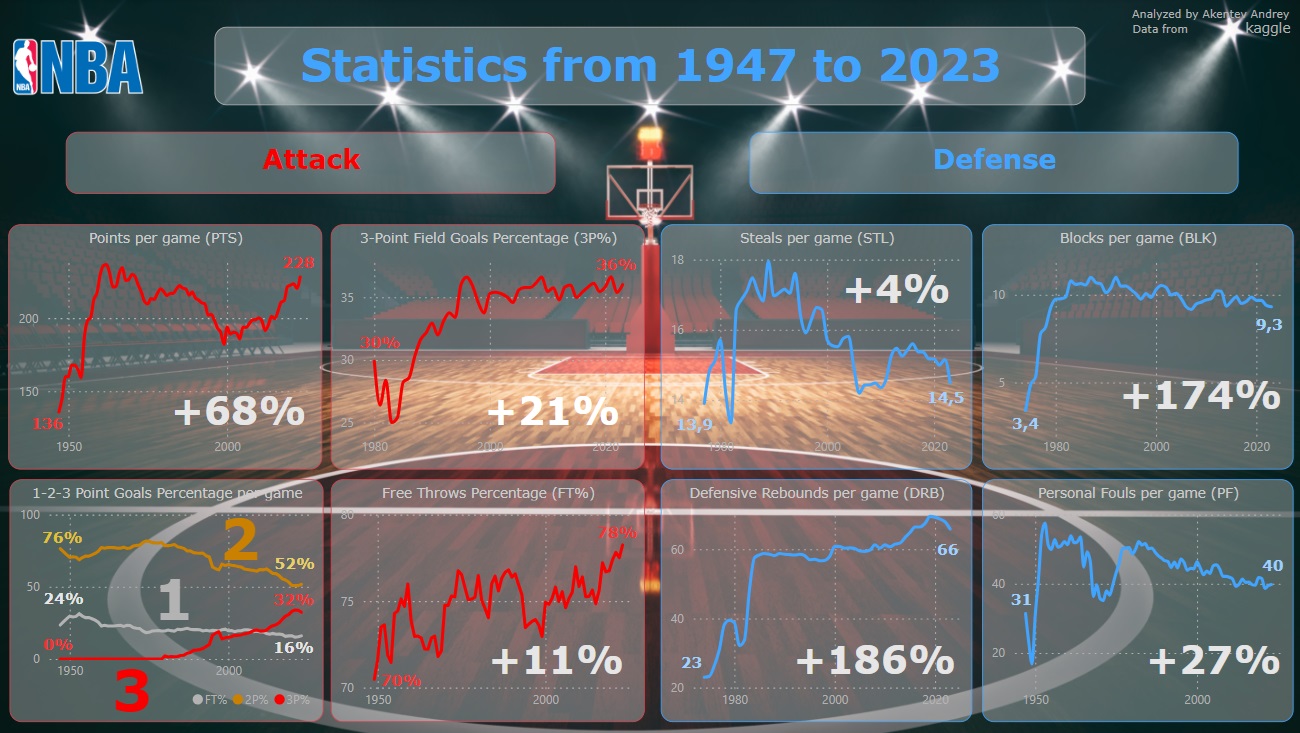 Analyzed by Akentev Andrey
Data from kaggle
NBA
NBA
Statistics from 1947 to 2023
Attack
Defense
Points per game (PTS)
228
200
150
136
+68%
1950 2000
3-Point Field Goals Percentage (3P%)
36%
35
30%
30
25
+21%
1980 2000 2020
Steals per game (STL)
18
+4%
16
14
13,9
14,5
1980 2000 2020
Blocks per game (BLK)
10
9,3
5
3,4
+174%
1980 2000 2020
1-2-3 Point Goals Percentage per game
100
76%
2
52%
50
24%
1
32%
0%
16%
0
1950 2000
3
FT% 2P% 3P%
Free Throws Percentage (FT%)
80
78%
75
70%
70
+11%
1950 2000
Defensive Rebounds per game (DRB)
80
66
60
40
23
20
+186%
1980 2000 2020
Personal Fouls per game (PF)
60
40
40
31
20
+27%
1950 2000